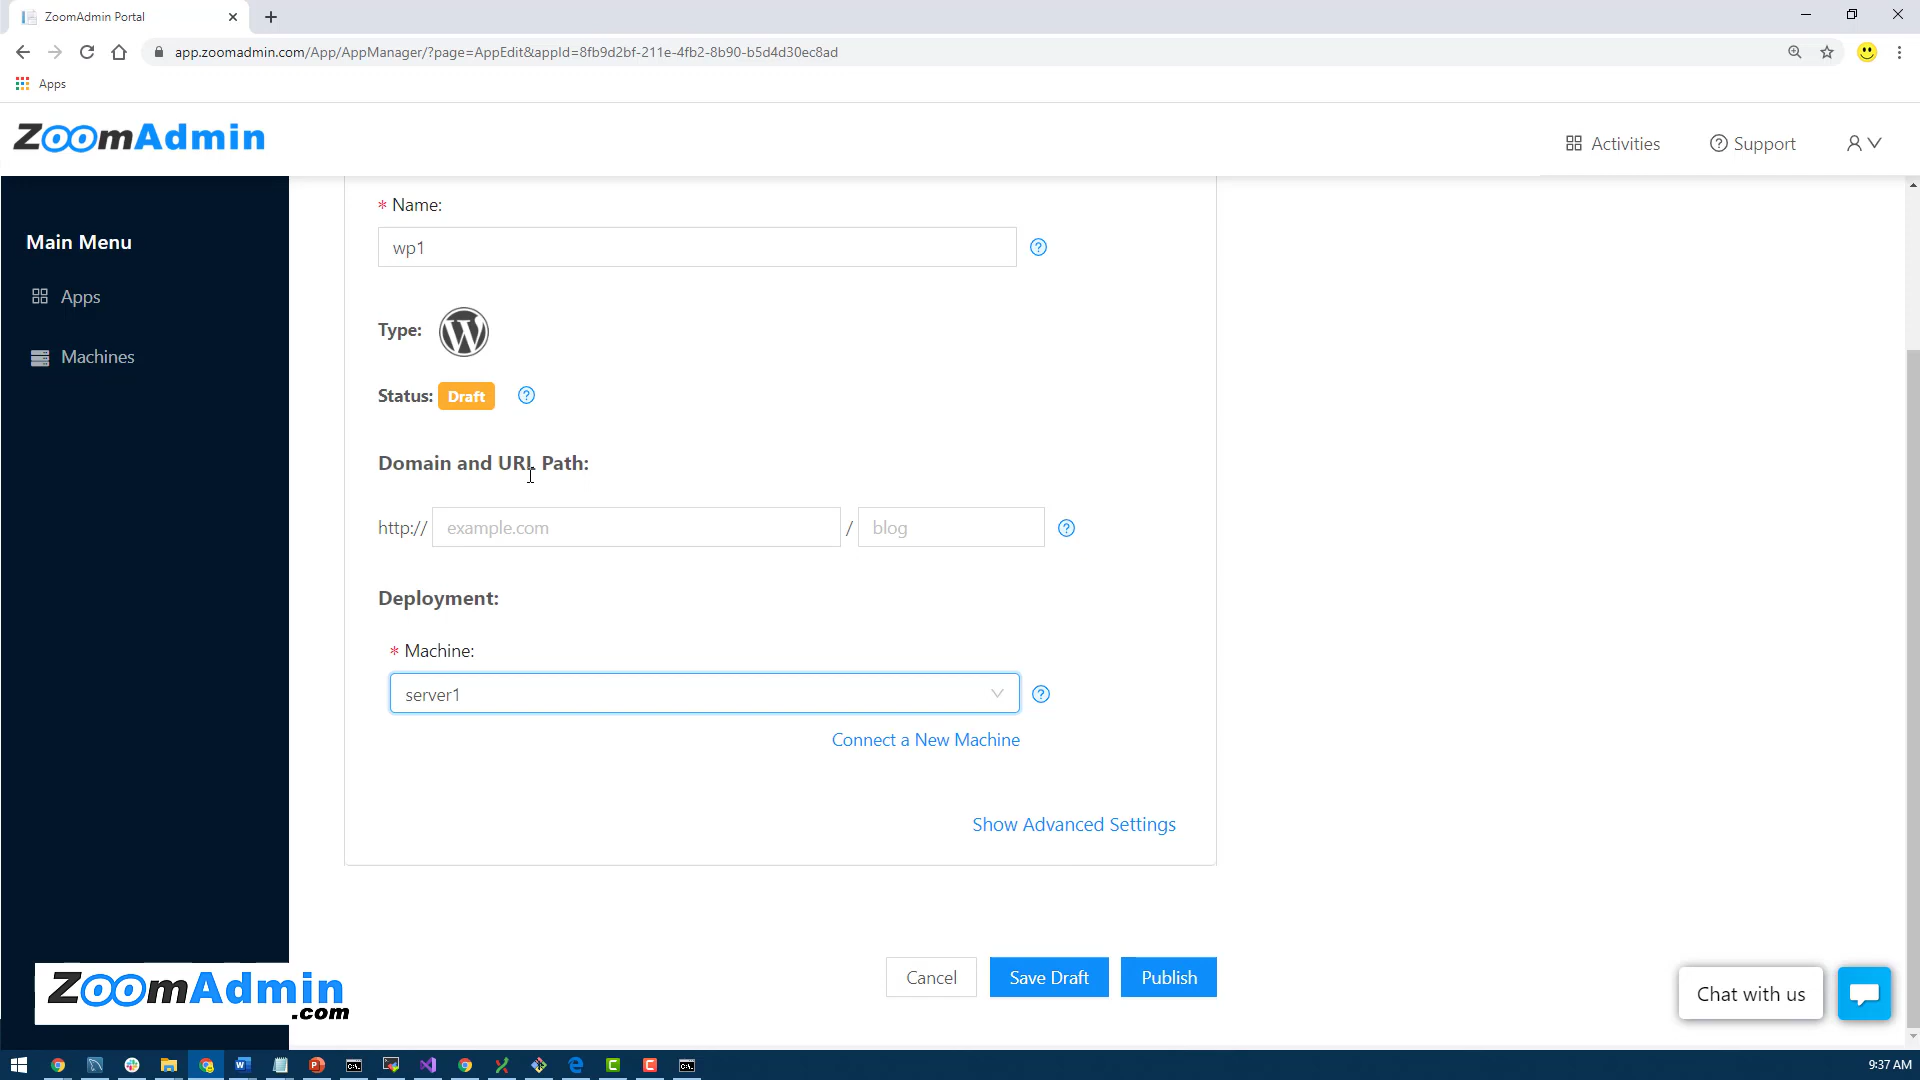 ZoomAdmin Portal
app.zoomadmin.com/App/AppManager/?page=AppEdit&appId=8fb9d2bf-211e-4fb2-8b90-b5d4d30ec8ad
Apps
ZoomAdmin
Activities
Support
Main Menu
Apps
Machines
* Name:
wp1
Type:
Status: Draft
Domain and URL Path:
http:// example.com / blog
Deployment:
* Machine:
server1
Connect a New Machine
Show Advanced Settings
Cancel
Save Draft
Publish
ZoomAdmin
.com
Chat with us
9:37 AM